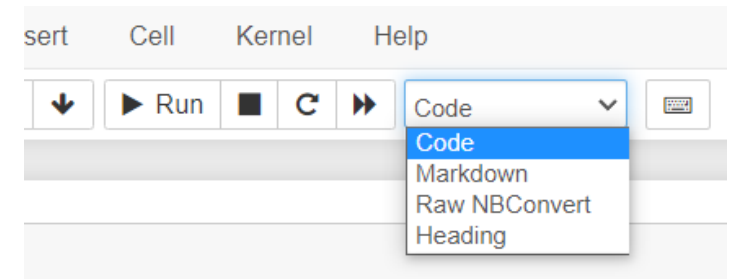 sert Cell Kernel Help
Run Code
Code
Markdown
Raw NBConvert
Heading